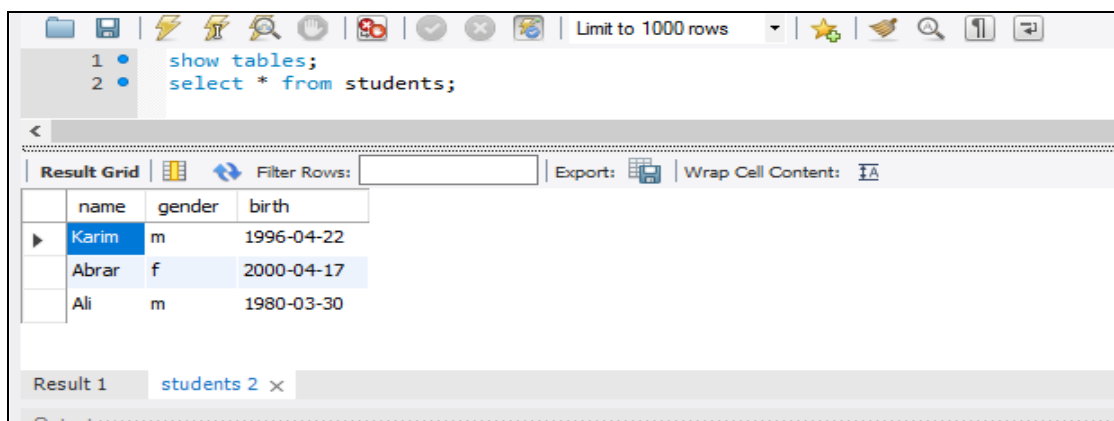 Limit to 1000 rows
1 show tables;
2 select * from students;
Result Grid Filter Rows: Export: Wrap Cell Content:
name gender birth
Karim m 1996-04-22
Abrar f 2000-04-17
Ali m 1980-03-30
Result 1 students 2